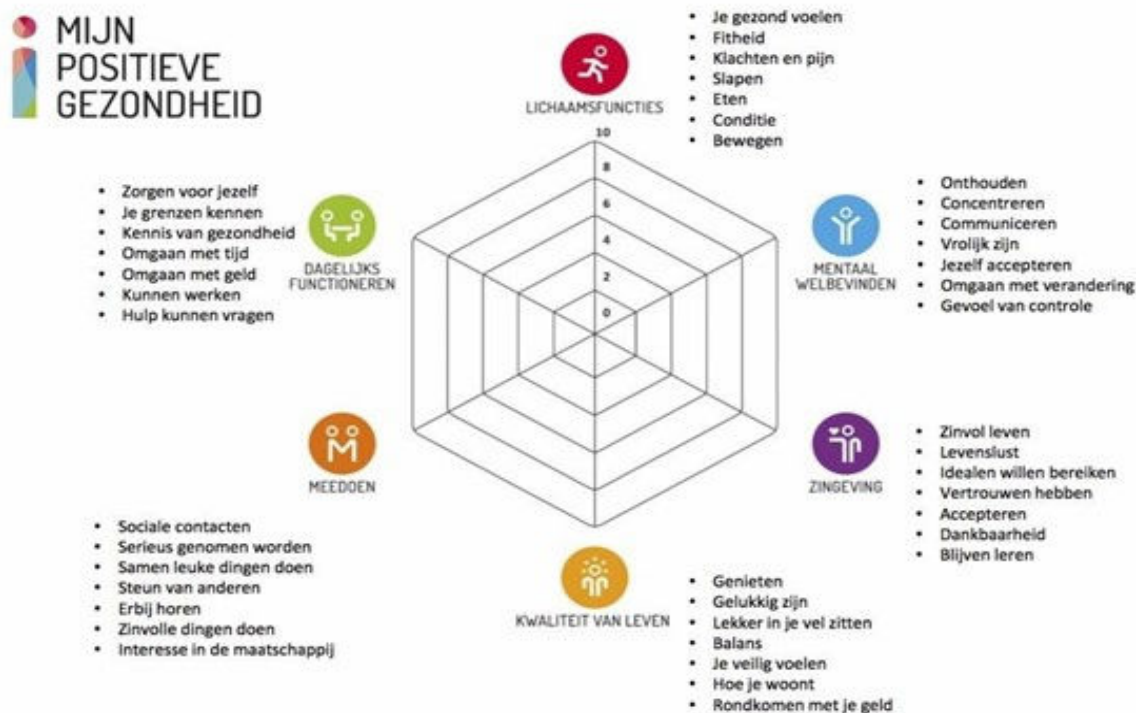 MIJN
POSITIEVE
GEZONDHEID
• Je gezond voelen
• Fitheid
• Klachten en pijn
• Slapen
• Eten
• Conditie
• Bewegen
LICHAAMSFUNCTIES
10
8
6
4
2
0
• Zorgen voor jezelf
• Je grenzen kennen
• Kennis van gezondheid
• Omgaan met tijd
• Omgaan met geld
• Kunnen werken
• Hulp kunnen vragen
DAGELIJKS
FUNCTIONEREN
MENTAAL
WELBEVINDEN
• Onthouden
• Concentreren
• Communiceren
• Vrolijk zijn
• Jezelf accepteren
• Omgaan met verandering
• Gevoel van controle
MEEDOEN
• Sociale contacten
• Serieus genomen worden
• Samen leuke dingen doen
• Steun van anderen
• Erbij horen
• Zinvolle dingen doen
• Interesse in de maatschappij
ZINGEVING
• Zinvol leven
• Levenslust
• Idealen willen bereiken
• Vertrouwen hebben
• Accepteren
• Dankbaarheid
• Blijven leren
KWALITEIT VAN LEVEN
• Genieten
• Gelukkig zijn
• Lekker in je vel zitten
• Balans
• Je veilig voelen
• Hoe je woont
• Rondkomen met je geld